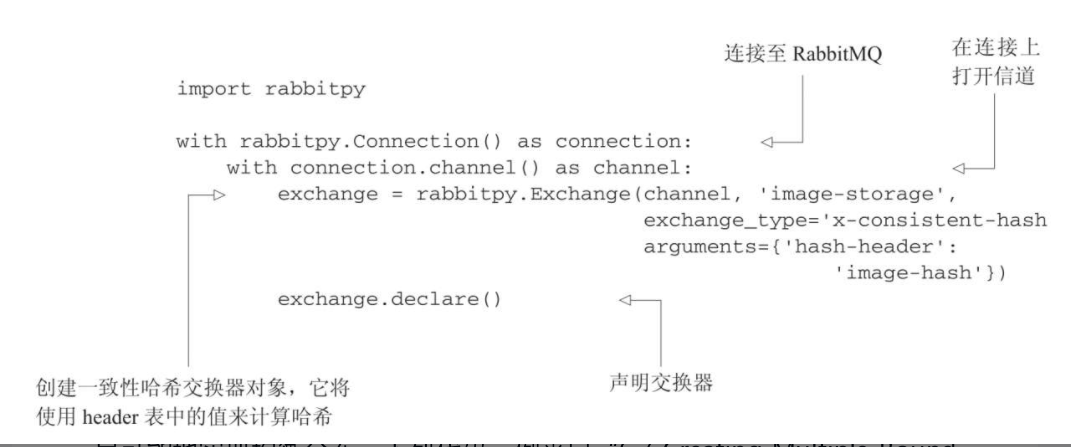 连接至 RabbitMQ
在连接上
打开信道
import rabbitpy
with rabbitpy.Connection() as connection:
with connection.channel() as channel:
exchange = rabbitpy.Exchange(channel, 'image-storage',
exchange_type='x-consistent-hash
arguments={'hash-header':
'image-hash'})
exchange.declare()
创建一致性哈希交换器对象，它将
使用 header 表中的值来计算哈希
声明交换器